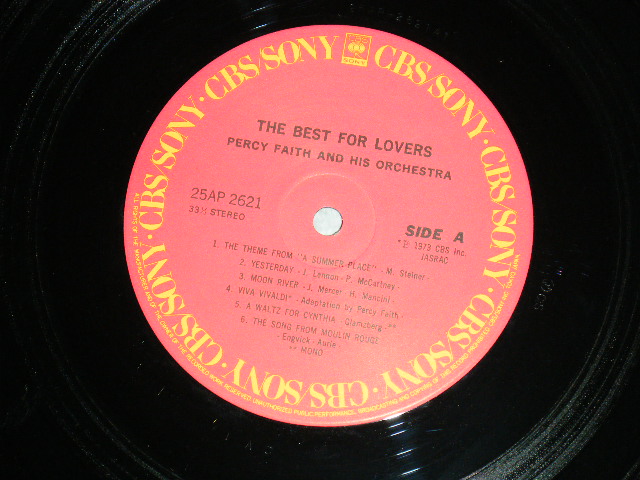 CBS/SONY · CBS/SONY · CBS/SONY · CBS/SONY · CBS/SONY · CBS/SONY
THE BEST FOR LOVERS
PERCY FAITH AND HIS ORCHESTRA
25AP 2621
33⅓ STEREO
SIDE A
* ℗ 1973 CBS Inc.
JASRAC
1. THE THEME FROM "A SUMMER PLACE" - M. Steiner -
2. YESTERDAY - J. Lennon - P. McCartney -
3. MOON RIVER - J. Mercer - H. Mancini -
4. VIVA VIVALDI* - Adaptation by Percy Faith -
5. A WALTZ FOR CYNTHIA - Glamzberg - **
6. THE SONG FROM MOULIN ROUGE
- Engvick - Auric -
** MONO